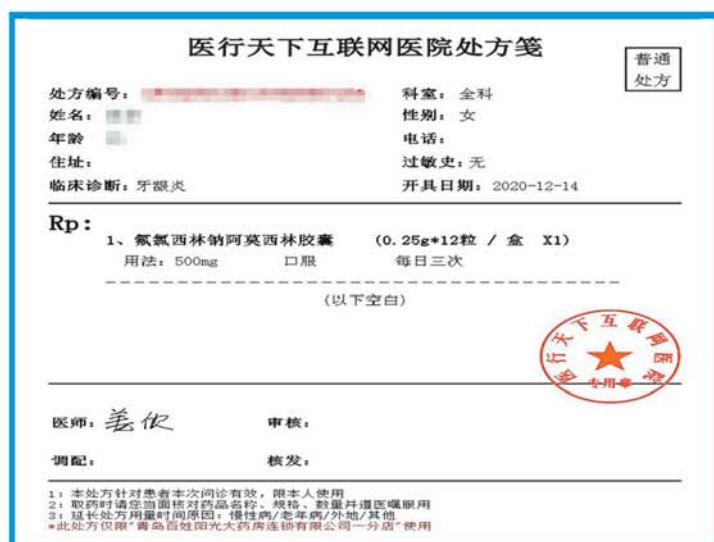 医行天下互联网医院处方笺
普通
处方
处方编号：
科室：全科
姓名：
性别：女
年龄
电话：
住址：
过敏史：无
临床诊断：牙龈炎
开具日期：2020-12-14
Rp：
1、氟氯西林钠阿莫西林胶囊 (0.25g*12粒 / 盒 X1)
用法：500mg 口服 每日三次
(以下空白)
医行天下互联网医院
专用章
医师：
审核：
调配：
核发：
1：本处方针对患者本次问诊有效，限本人使用
2：取药时请您当面核对药品名称、规格、数量并遵医嘱服用
3：延长处方用量时间原因：慢性病/老年病/外地/其他
*此处方仅限"青岛百姓阳光大药房连锁有限公司一分店"使用